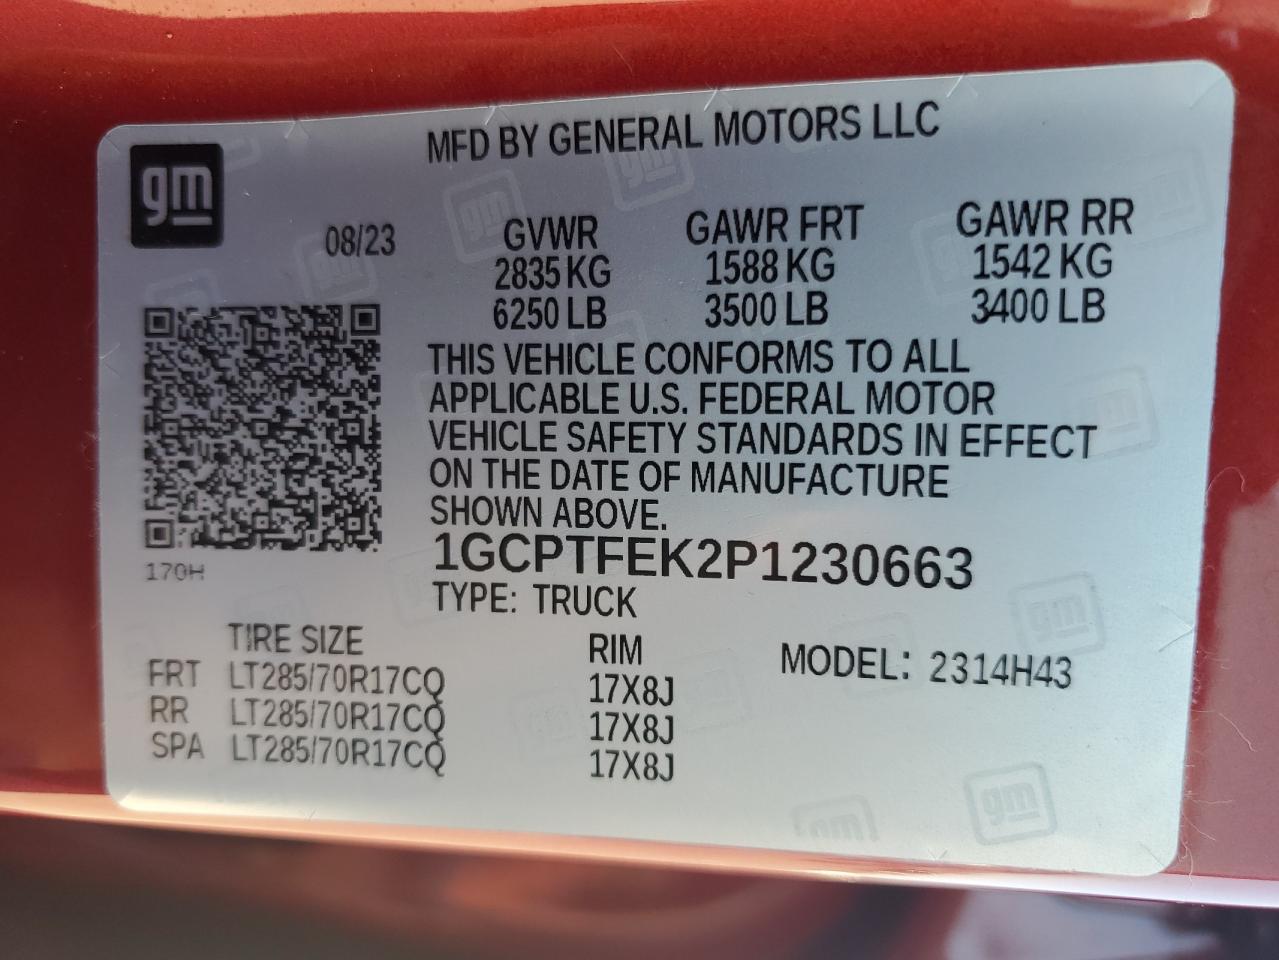 MFD BY GENERAL MOTORS LLC
gm
08/23 GVWR GAWR FRT GAWR RR
2835 KG 1588 KG 1542 KG
6250 LB 3500 LB 3400 LB
THIS VEHICLE CONFORMS TO ALL
APPLICABLE U.S. FEDERAL MOTOR
VEHICLE SAFETY STANDARDS IN EFFECT
ON THE DATE OF MANUFACTURE
SHOWN ABOVE.
1GCPTFEK2P1230663
170H
TYPE: TRUCK
TIRE SIZE RIM MODEL: 2314H43
FRT LT285/70R17CQ 17X8J
RR LT285/70R17CQ 17X8J
SPA LT285/70R17CQ 17X8J